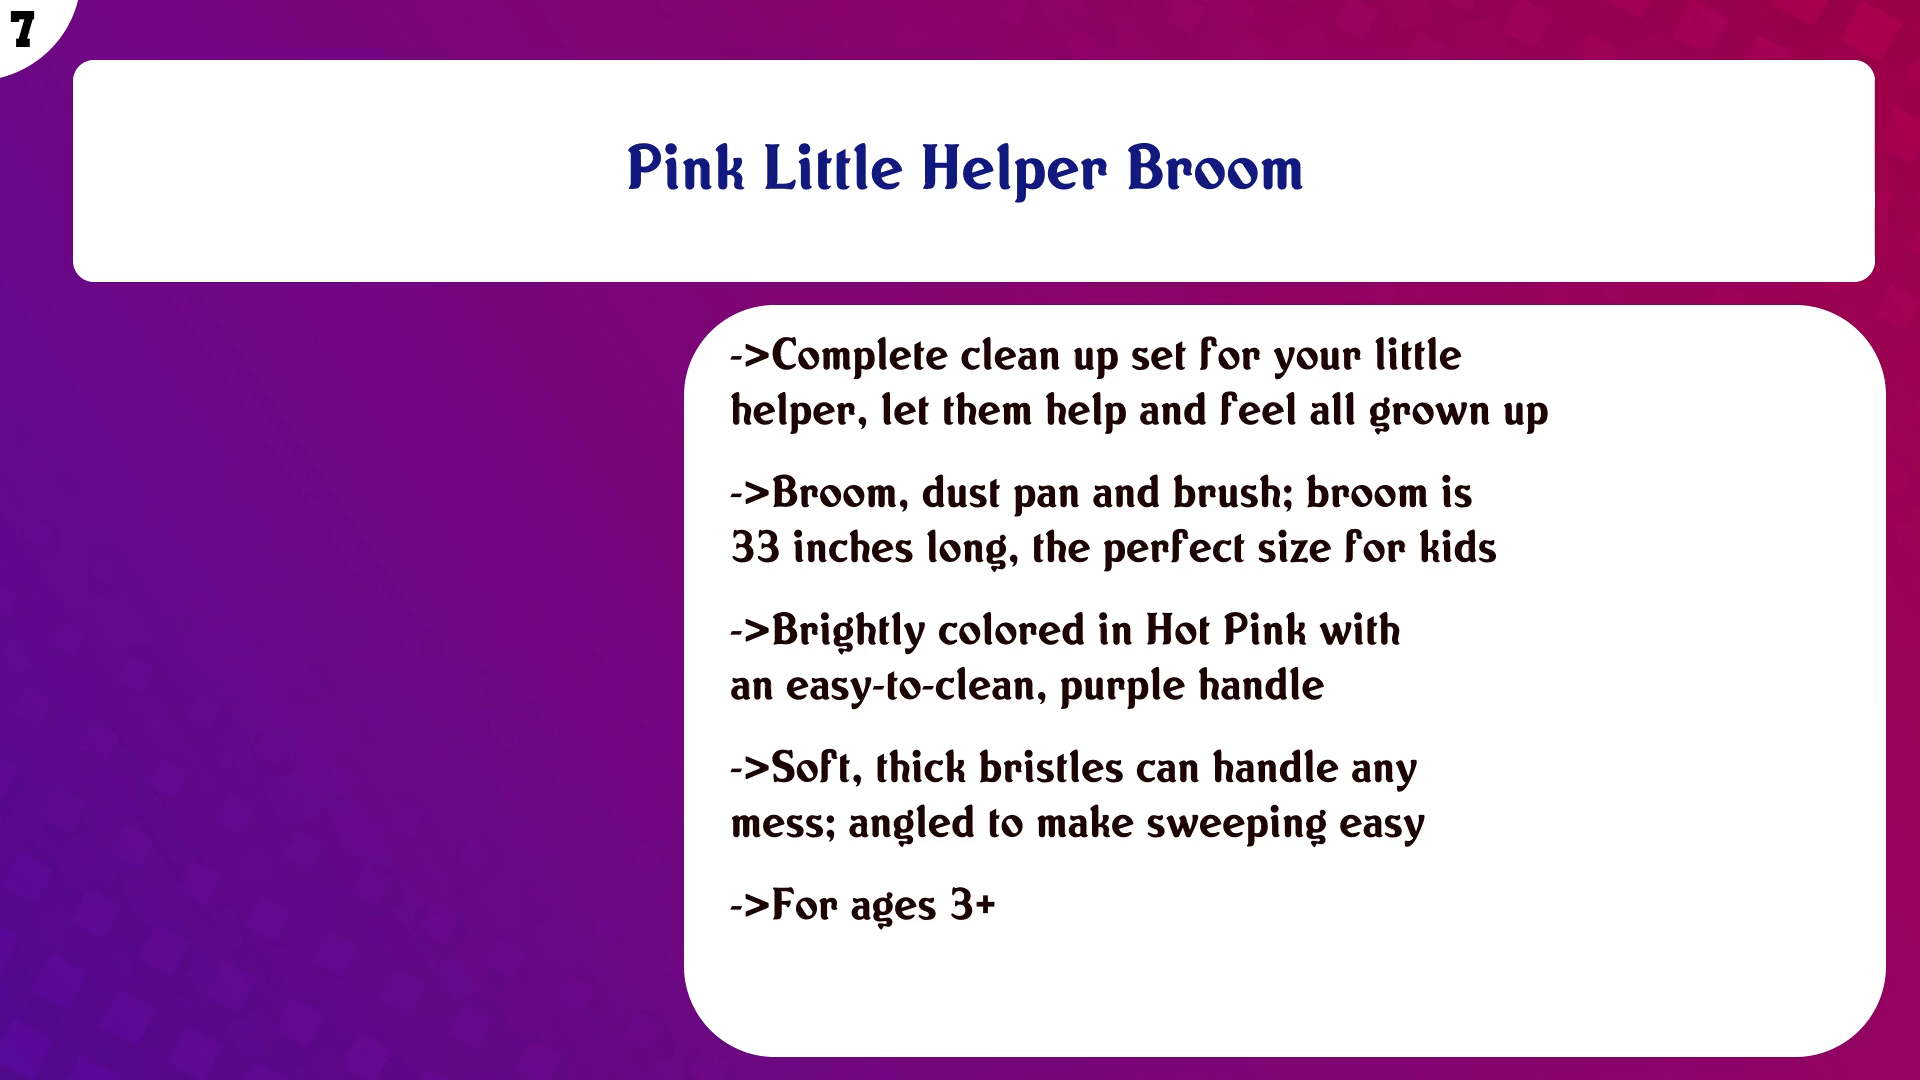 7
Pink Little Helper Broom
->Complete clean up set for your little
helper, let them help and feel all grown up
->Broom, dust pan and brush; broom is
33 inches long, the perfect size for kids
->Brightly colored in Hot Pink with
an easy-to-clean, purple handle
->Soft, thick bristles can handle any
mess; angled to make sweeping easy
->For ages 3+